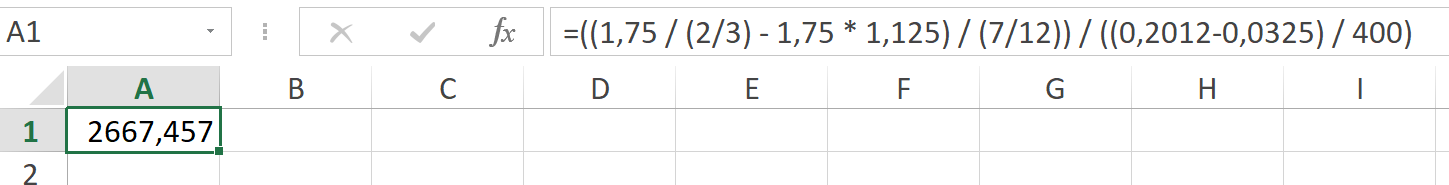 A1 fx =((1,75 / (2/3) - 1,75 * 1,125) / (7/12)) / ((0,2012-0,0325) / 400)
A B C D E F G H I
1 2667,457
2